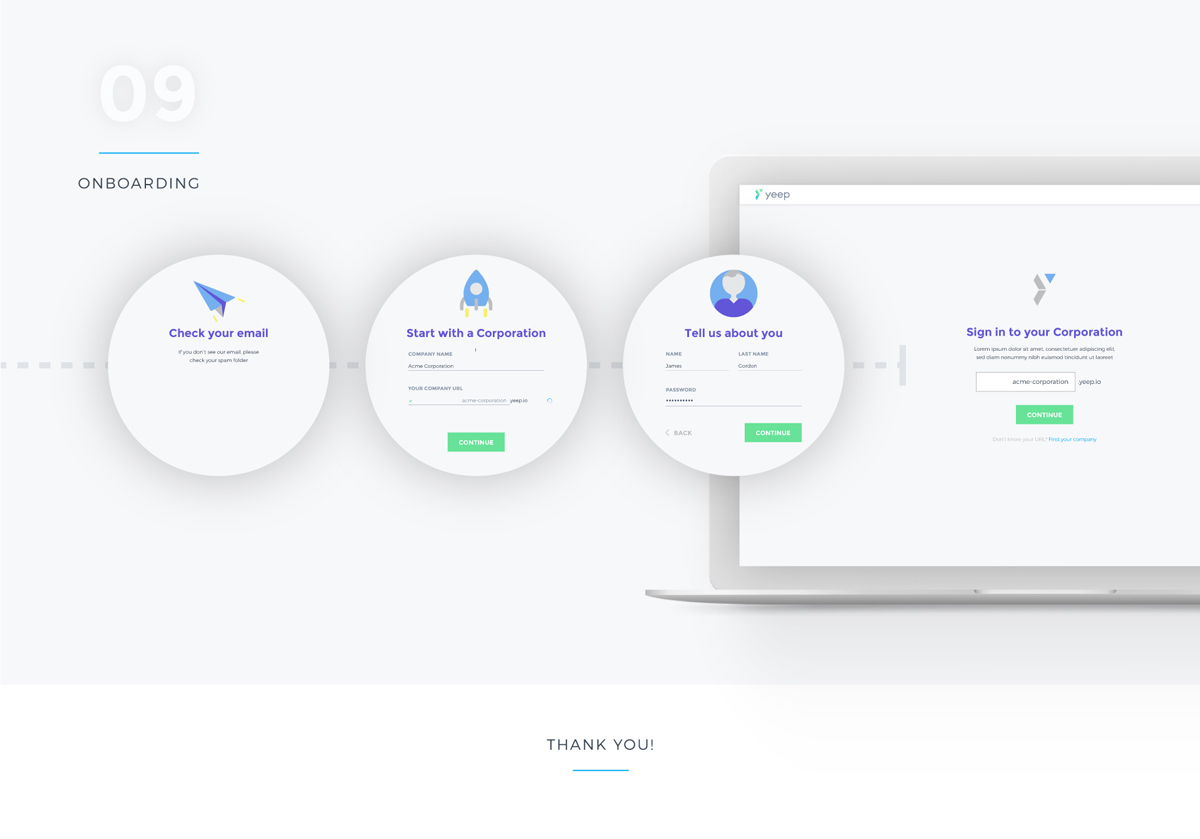 09
ONBOARDING
yeep
Check your email
If you don't see our email, please
check your spam folder
Start with a Corporation
COMPANY NAME
Acme Corporation
YOUR COMPANY URL
acme-corporation .yeep.io
CONTINUE
Tell us about you
NAME LAST NAME
James Gordon
PASSWORD
••••••••••
BACK CONTINUE
Sign in to your Corporation
Lorem ipsum dolor sit amet, consectetuer adipiscing elit,
sed diam nonummy nibh euismod tincidunt ut laoreet
acme-corporation .yeep.io
CONTINUE
Don't know your URL? Find your company
THANK YOU!